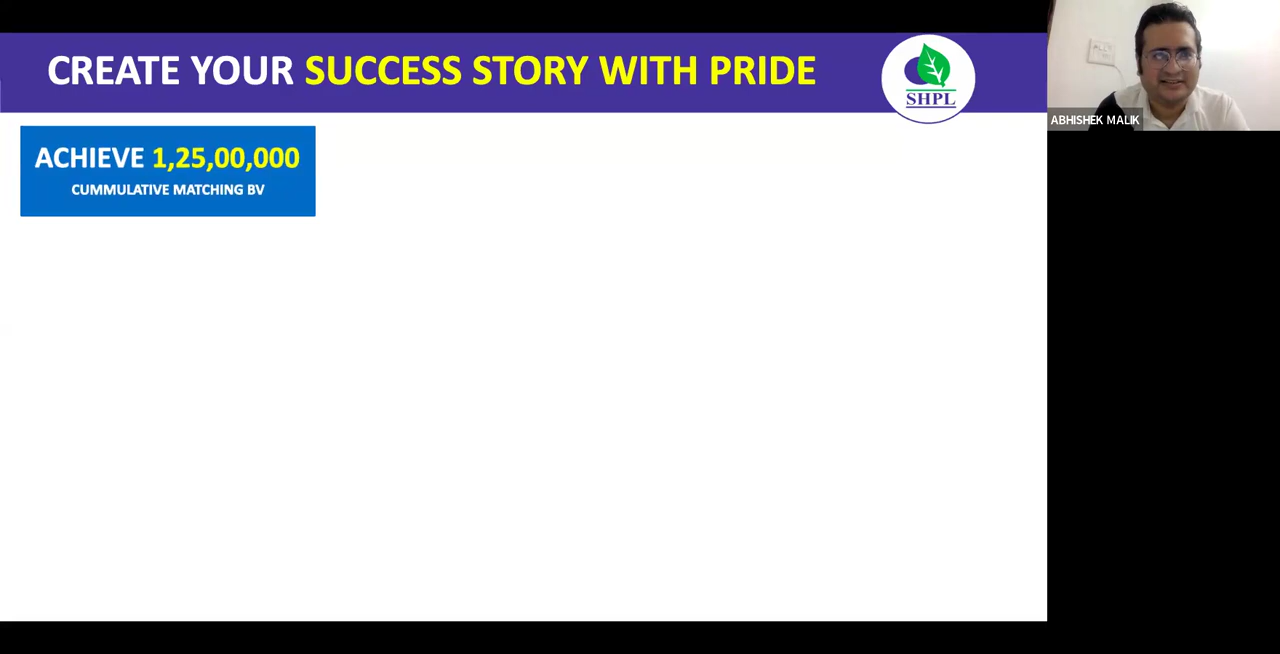 CREATE YOUR SUCCESS STORY WITH PRIDE
SHPL
ABHISHEK MALIK
ACHIEVE 1,25,00,000
CUMMULATIVE MATCHING BV